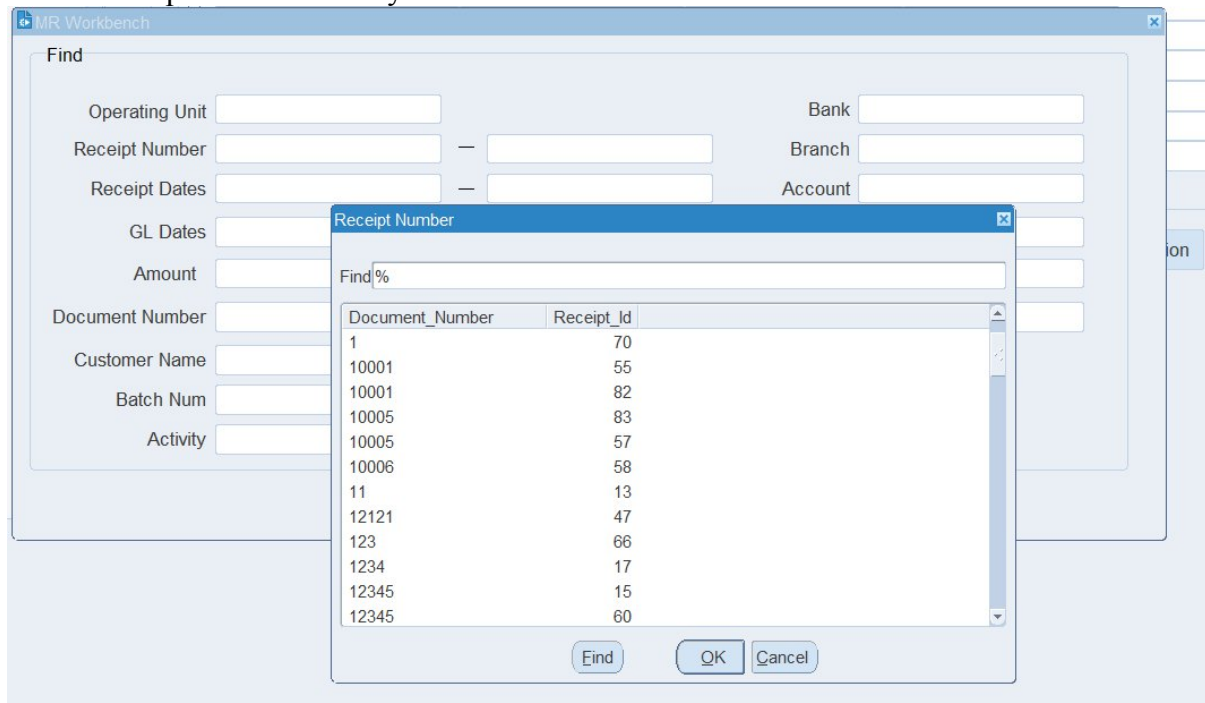 MR Workbench
Find
Operating Unit
Bank
Receipt Number –
Branch
Receipt Dates –
Account
GL Dates
Amount
Document Number
Customer Name
Batch Num
Activity
ion
Receipt Number
Find %
Document_Number Receipt_Id
1 70
10001 55
10001 82
10005 83
10005 57
10006 58
11 13
12121 47
123 66
1234 17
12345 15
12345 60
Find OK Cancel